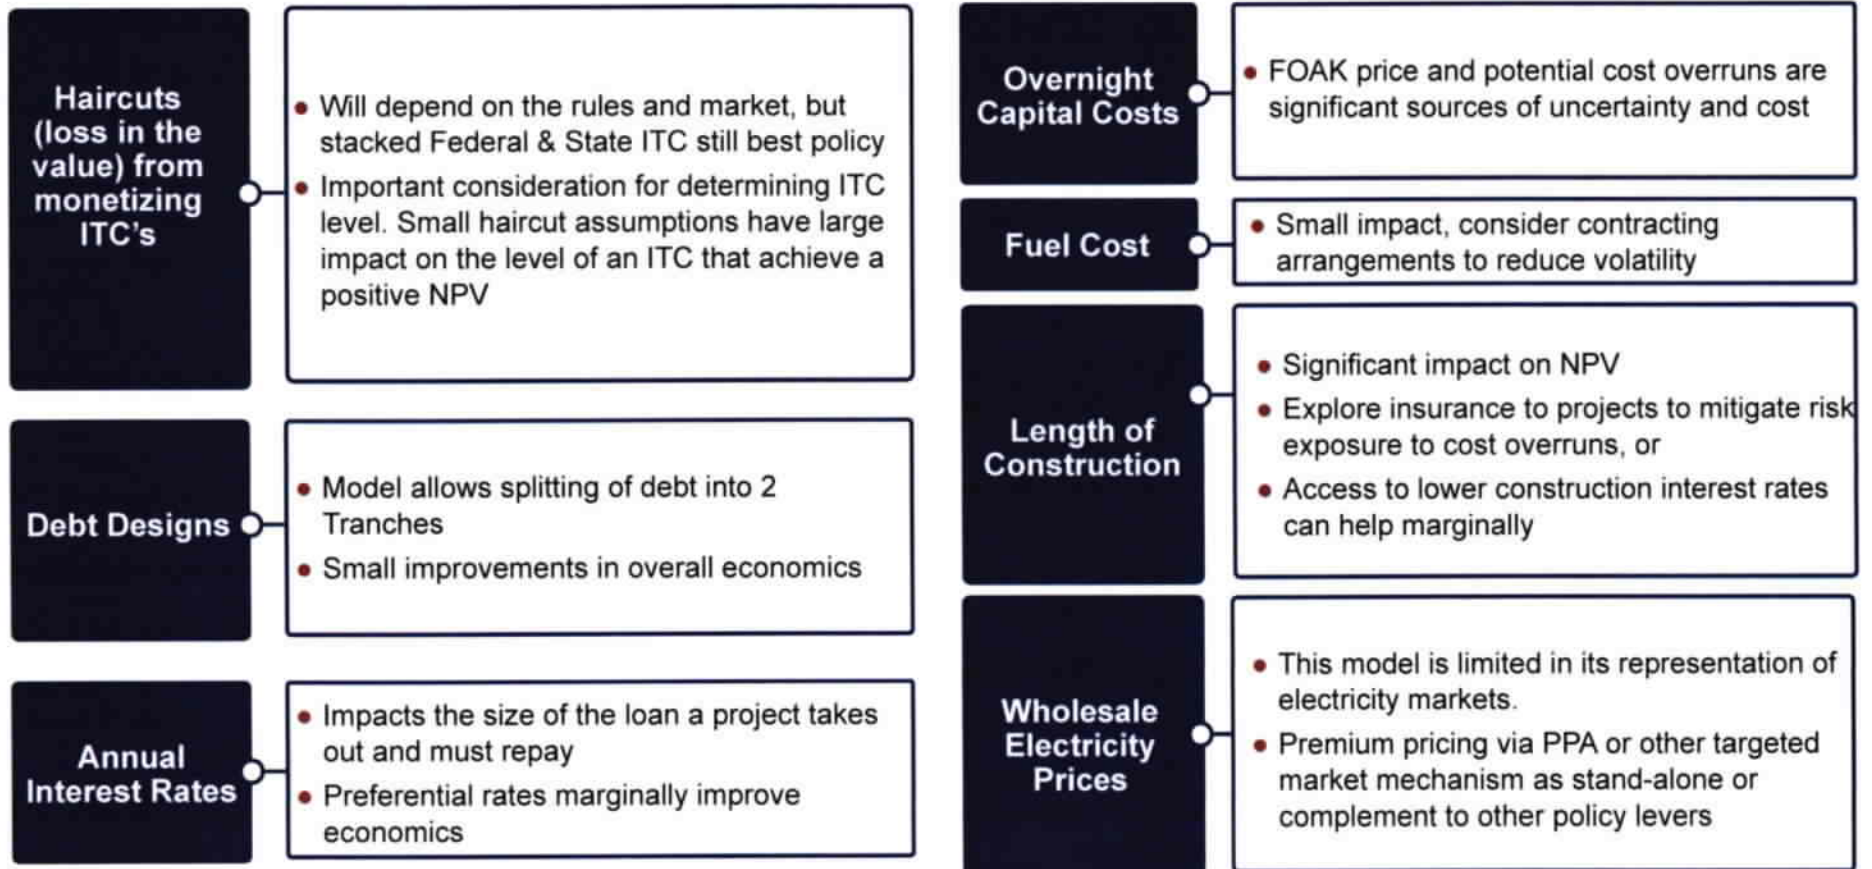 Haircuts
(loss in the
value) from
monetizing
ITC's
• Will depend on the rules and market, but
stacked Federal & State ITC still best policy
• Important consideration for determining ITC
level. Small haircut assumptions have large
impact on the level of an ITC that achieve a
positive NPV
Debt Designs
• Model allows splitting of debt into 2
Tranches
• Small improvements in overall economics
Annual
Interest Rates
• Impacts the size of the loan a project takes
out and must repay
• Preferential rates marginally improve
economics
Overnight
Capital Costs
• FOAK price and potential cost overruns are
significant sources of uncertainty and cost
Fuel Cost
• Small impact, consider contracting
arrangements to reduce volatility
Length of
Construction
• Significant impact on NPV
• Explore insurance to projects to mitigate risk
exposure to cost overruns, or
• Access to lower construction interest rates
can help marginally
Wholesale
Electricity
Prices
• This model is limited in its representation of
electricity markets.
• Premium pricing via PPA or other targeted
market mechanism as stand-alone or
complement to other policy levers